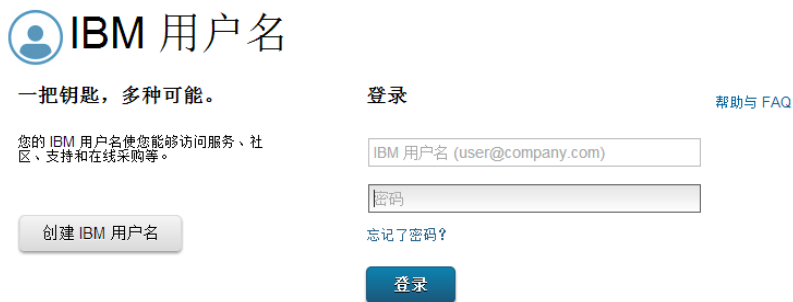 IBM 用户名
一把钥匙，多种可能。
您的 IBM 用户名使您能够访问服务、社
区、支持和在线采购等。
创建 IBM 用户名
登录
帮助与 FAQ
IBM 用户名 (user@company.com)
密码
忘记了密码?
登录